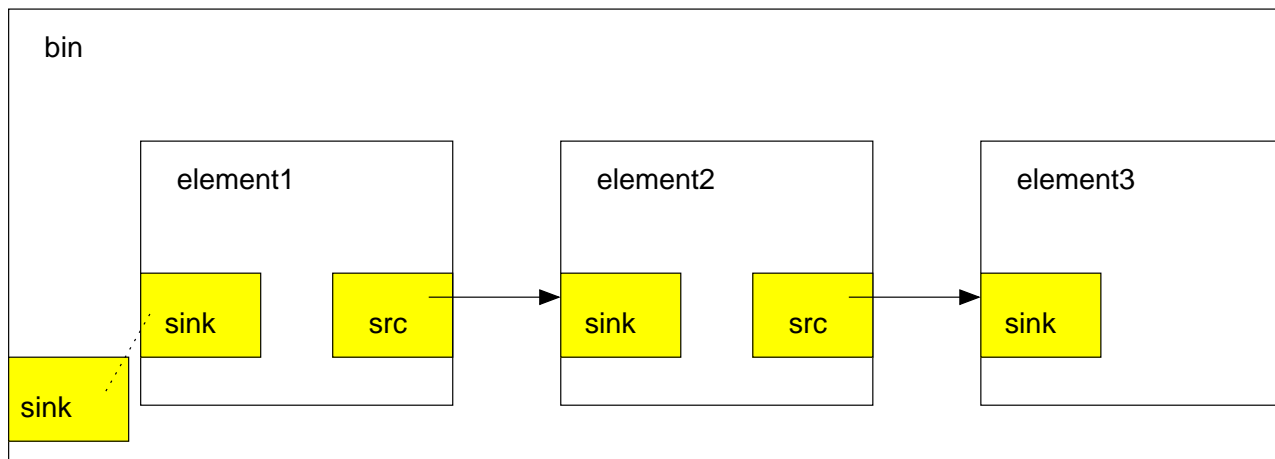 bin
element1
element2
element3
sink
src
sink
src
sink
sink